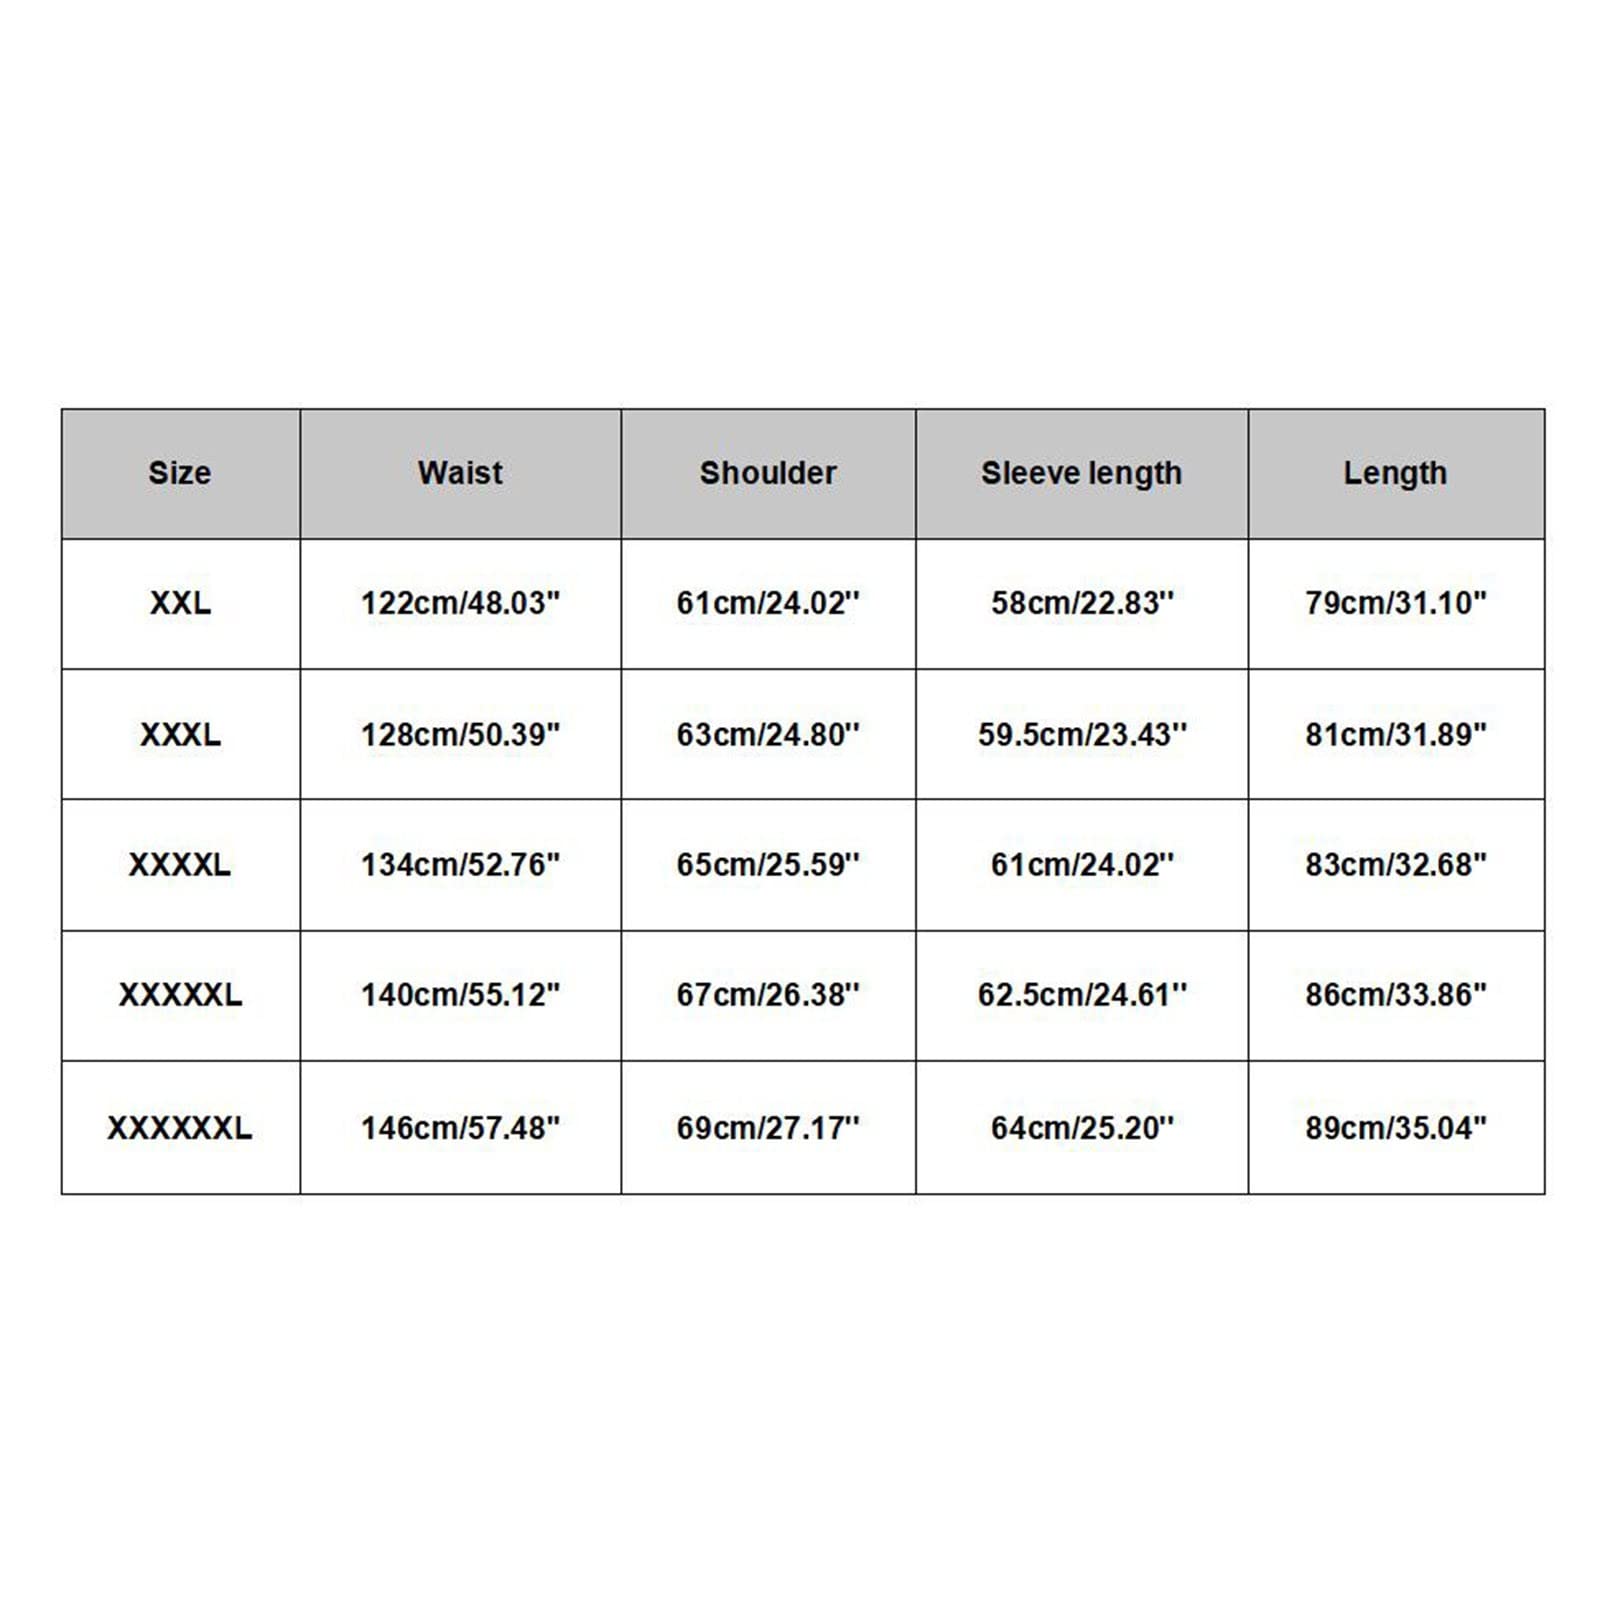 Size Waist Shoulder Sleeve length Length
XXL 122cm/48.03" 61cm/24.02'' 58cm/22.83'' 79cm/31.10"
XXXL 128cm/50.39" 63cm/24.80'' 59.5cm/23.43'' 81cm/31.89"
XXXXL 134cm/52.76" 65cm/25.59'' 61cm/24.02'' 83cm/32.68"
XXXXXL 140cm/55.12" 67cm/26.38'' 62.5cm/24.61'' 86cm/33.86"
XXXXXXL 146cm/57.48" 69cm/27.17'' 64cm/25.20'' 89cm/35.04"